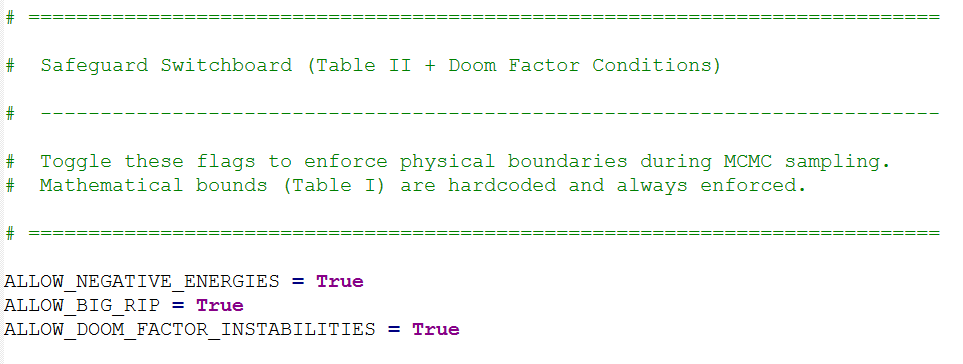 # ============================================================================
#  Safeguard Switchboard (Table II + Doom Factor Conditions)
#  ---------------------------------------------------------------------------
#  Toggle these flags to enforce physical boundaries during MCMC sampling.
#  Mathematical bounds (Table I) are hardcoded and always enforced.
# ============================================================================
ALLOW_NEGATIVE_ENERGIES = True
ALLOW_BIG_RIP = True
ALLOW_DOOM_FACTOR_INSTABILITIES = True